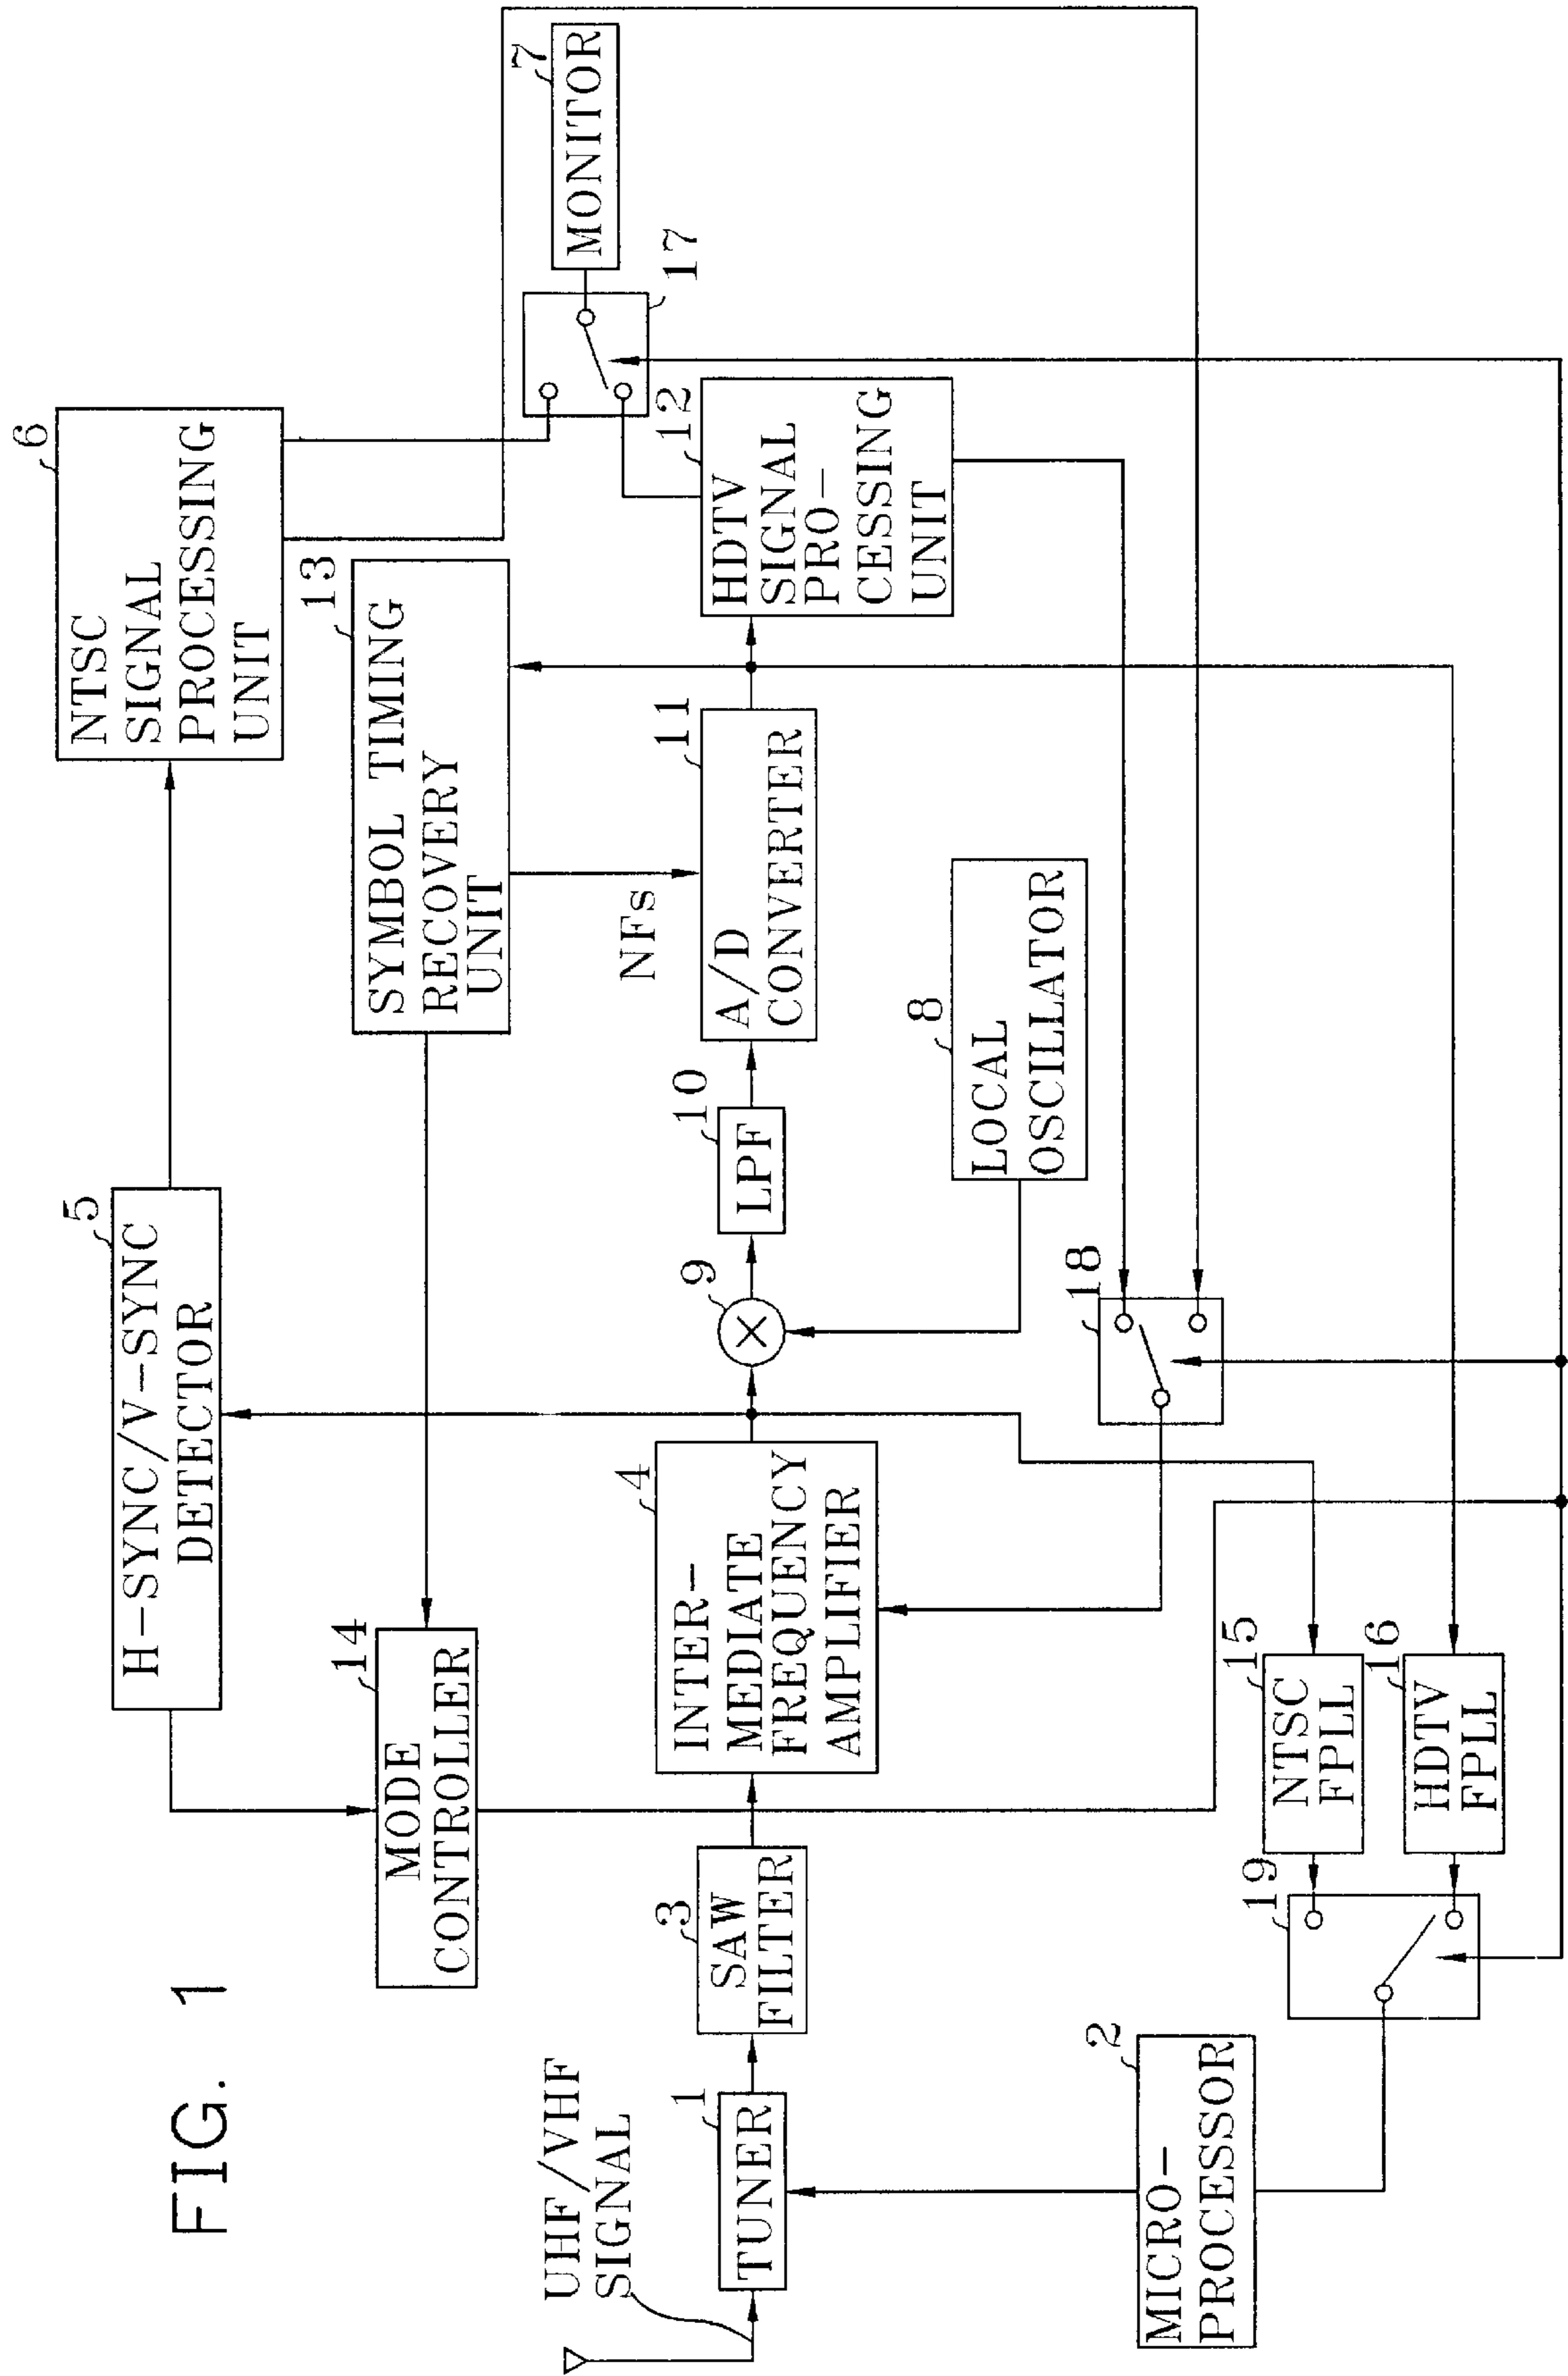 FIG. 1
UHF/VHF
SIGNAL
1
TUNER
MICRO-
PROCESSOR
2
3
SAW
FILTER
4
INTER-
MEDIATE
FREQUENCY
AMPLIFIER
5
H-SYNC/V-SYNC
DETECTOR
14
MODE
CONTROLLER
6
NTSC
SIGNAL
PROCESSING
UNIT
13
SYMBOL TIMING
RECOVERY
UNIT
NFs
9
10
LPF
11
A/D
CONVERTER
12
HDTV
SIGNAL
PRO-
CESSING
UNIT
7
MONITOR
17
8
LOCAL
OSCILLATOR
18
15
NTSC
FPLL
16
HDTV
FPLL
19